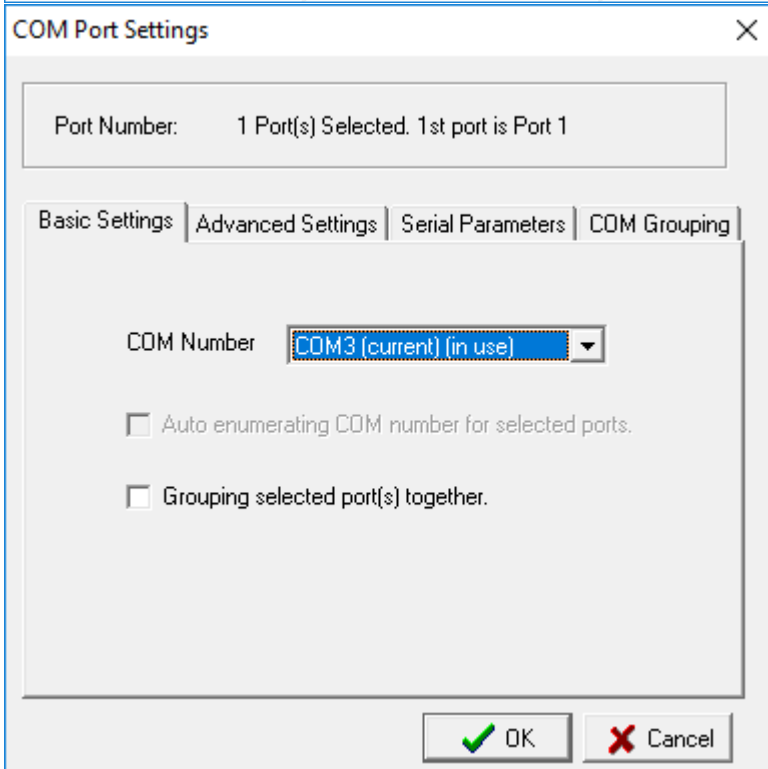 COM Port Settings
Port Number: 1 Port(s) Selected. 1st port is Port 1
Basic Settings Advanced Settings Serial Parameters COM Grouping
COM Number COM3 (current) (in use)
Auto enumerating COM number for selected ports.
Grouping selected port(s) together.
OK Cancel